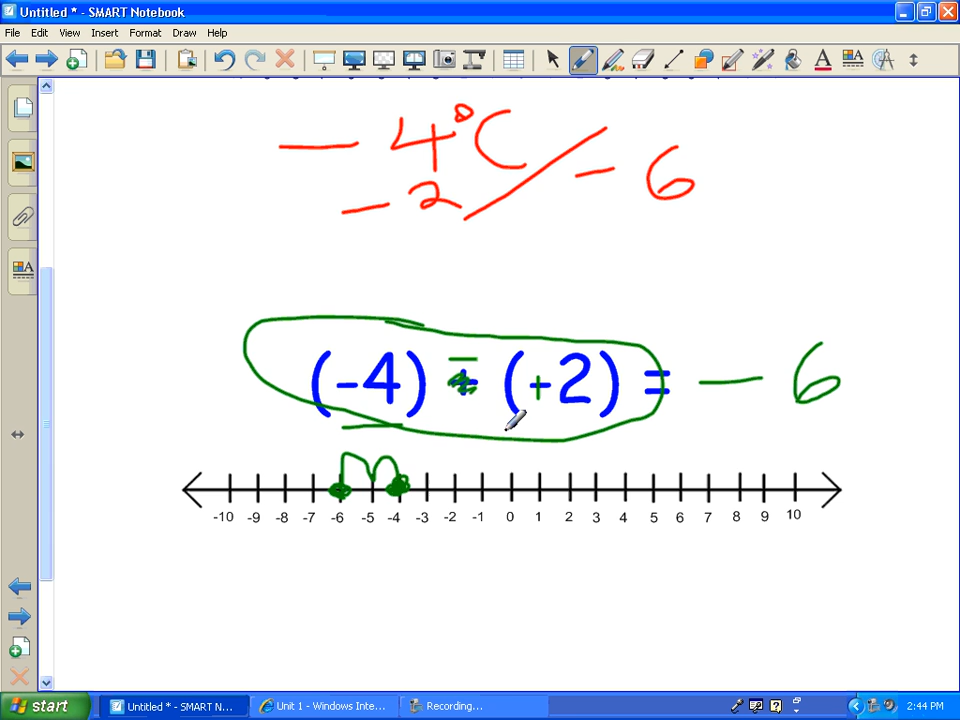 Untitled * - SMART Notebook
File Edit View Insert Format Draw Help
- 4°C
- 2 / - 6
(-4) - (+2) = - 6
-10 -9 -8 -7 -6 -5 -4 -3 -2 -1 0 1 2 3 4 5 6 7 8 9 10
start Untitled * - SMART N... Unit 1 - Windows Inte... Recording... 2:44 PM